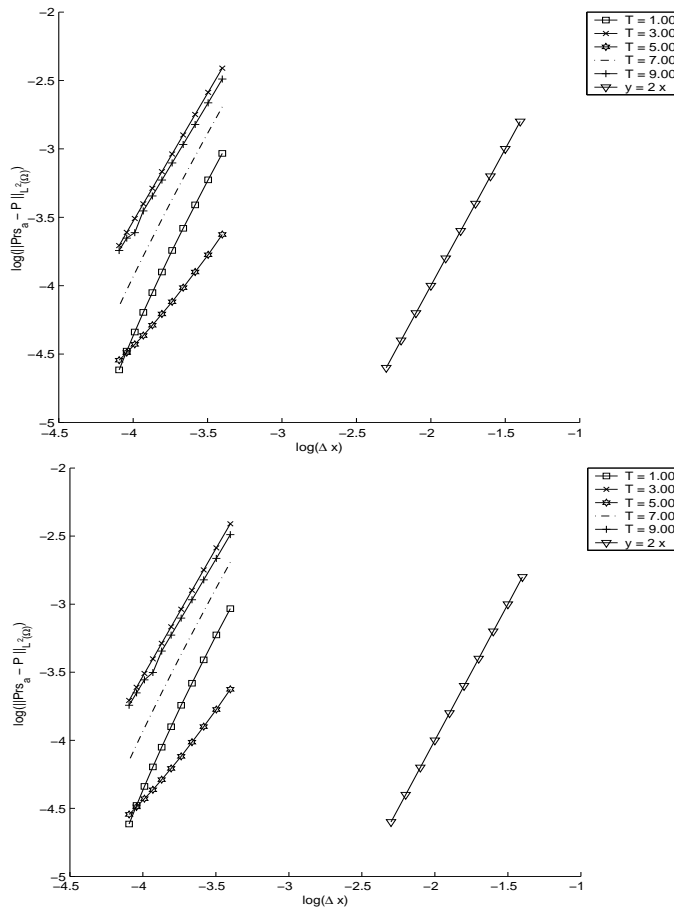 −2
−2.5
−3
−3.5
−4
−4.5
−5
log(||Prs_a − P ||_L²(Ω))
−4.5 −4 −3.5 −3 −2.5 −2 −1.5 −1
log(Δ x)
T = 1.00
T = 3.00
T = 5.00
T = 7.00
T = 9.00
y = 2 x
−2
−2.5
−3
−3.5
−4
−4.5
−5
log(||Prs_a − P ||_L²(Ω))
−4.5 −4 −3.5 −3 −2.5 −2 −1.5 −1
log(Δ x)
T = 1.00
T = 3.00
T = 5.00
T = 7.00
T = 9.00
y = 2 x